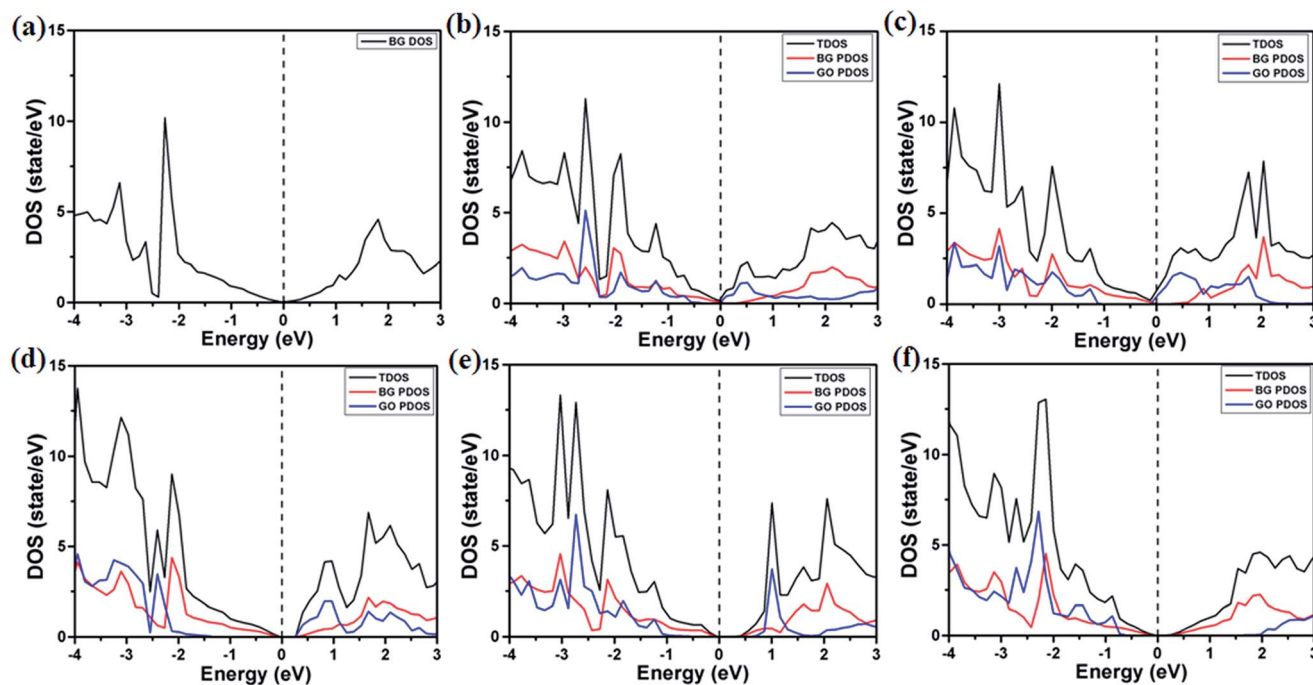 (a)
15
10
5
0
DOS (state/eV)
BG DOS
-4 -3 -2 -1 0 1 2 3
Energy (eV)
(b)
15
10
5
0
DOS (state/eV)
TDOS
BG PDOS
GO PDOS
-4 -3 -2 -1 0 1 2 3
Energy (eV)
(c)
15
10
5
0
DOS (state/eV)
TDOS
BG PDOS
GO PDOS
-4 -3 -2 -1 0 1 2 3
Energy (eV)
(d)
15
10
5
0
DOS (state/eV)
TDOS
BG PDOS
GO PDOS
-4 -3 -2 -1 0 1 2 3
Energy (eV)
(e)
15
10
5
0
DOS (state/eV)
TDOS
BG PDOS
GO PDOS
-4 -3 -2 -1 0 1 2 3
Energy (eV)
(f)
15
10
5
0
DOS (state/eV)
TDOS
BG PDOS
GO PDOS
-4 -3 -2 -1 0 1 2 3
Energy (eV)